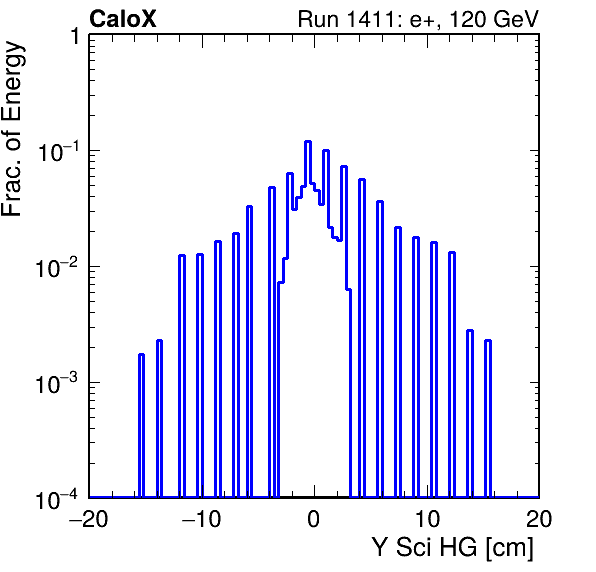 CaloX Run 1411: e+, 120 GeV
Frac. of Energy
1
10⁻¹
10⁻²
10⁻³
10⁻⁴
−20 −10 0 10 20
Y Sci HG [cm]